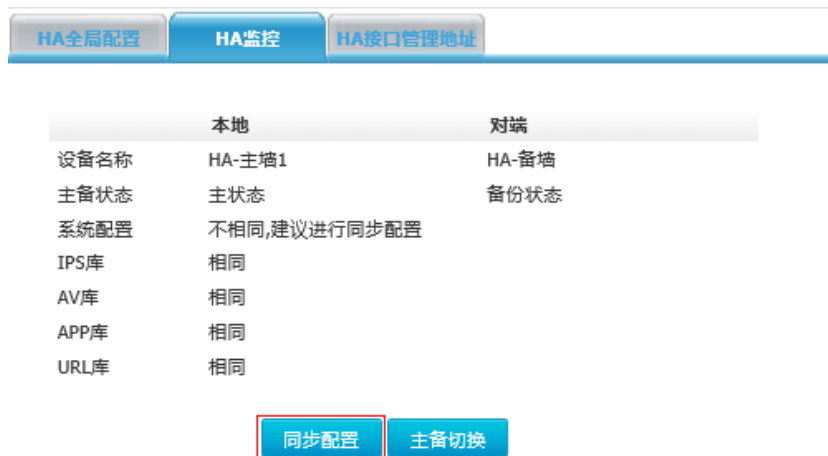 HA全局配置 HA监控 HA接口管理地址
本地 对端
设备名称 HA-主墙1 HA-备墙
主备状态 主状态 备份状态
系统配置 不相同,建议进行同步配置
IPS库 相同
AV库 相同
APP库 相同
URL库 相同
同步配置 主备切换